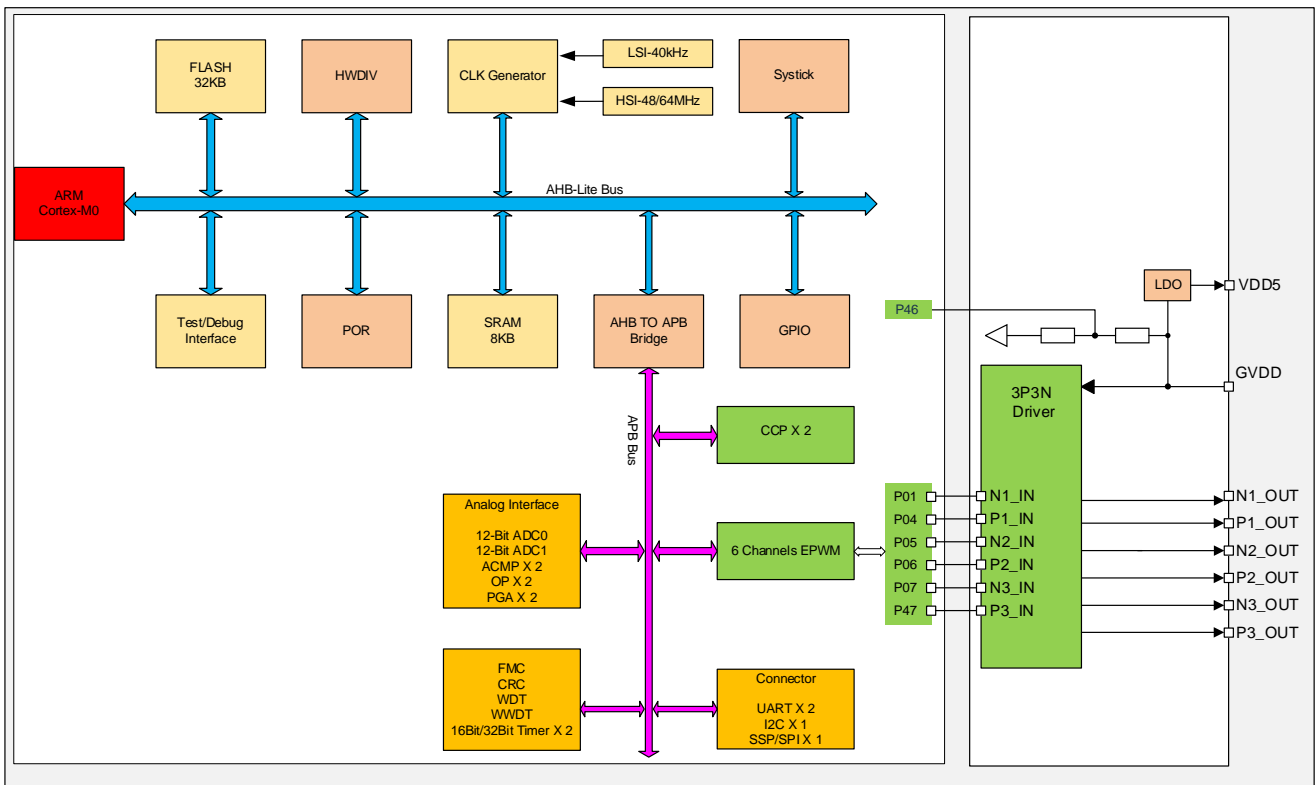 FLASH
32KB
HWDIV
CLK Generator
LSI-40kHz
HSI-48/64MHz
Systick
ARM
Cortex-M0
AHB-Lite Bus
Test/Debug
Interface
POR
SRAM
8KB
AHB TO APB
Bridge
GPIO
P46
LDO
VDD5
GVDD
3P3N
Driver
APB Bus
CCP X 2
Analog Interface
12-Bit ADC0
12-Bit ADC1
ACMP X 2
OP X 2
PGA X 2
6 Channels EPWM
P01
P04
P05
P06
P07
P47
N1_IN
P1_IN
N2_IN
P2_IN
N3_IN
P3_IN
N1_OUT
P1_OUT
N2_OUT
P2_OUT
N3_OUT
P3_OUT
FMC
CRC
WDT
WWDT
16Bit/32Bit Timer X 2
Connector
UART X 2
I2C X 1
SSP/SPI X 1